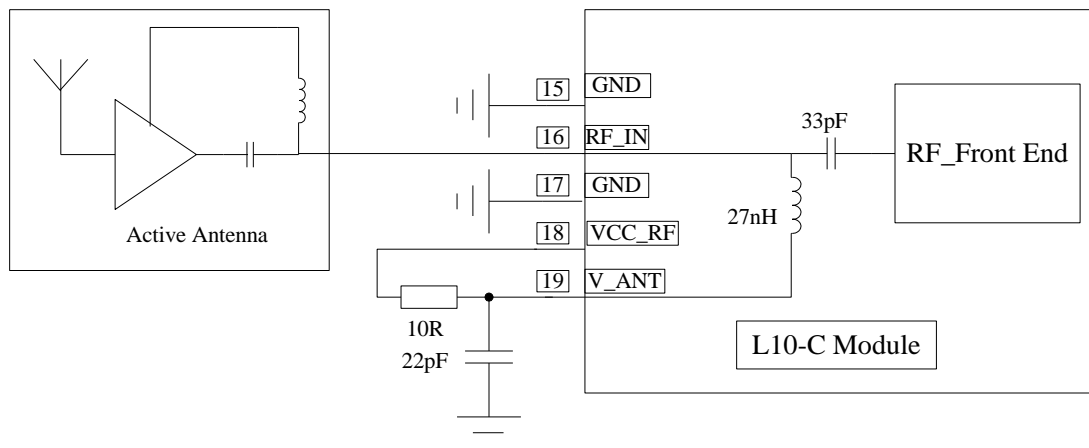 15
GND
16
RF_IN
33pF
RF_Front End
17
GND
27nH
Active Antenna
18
VCC_RF
19
V_ANT
10R
22pF
L10-C Module